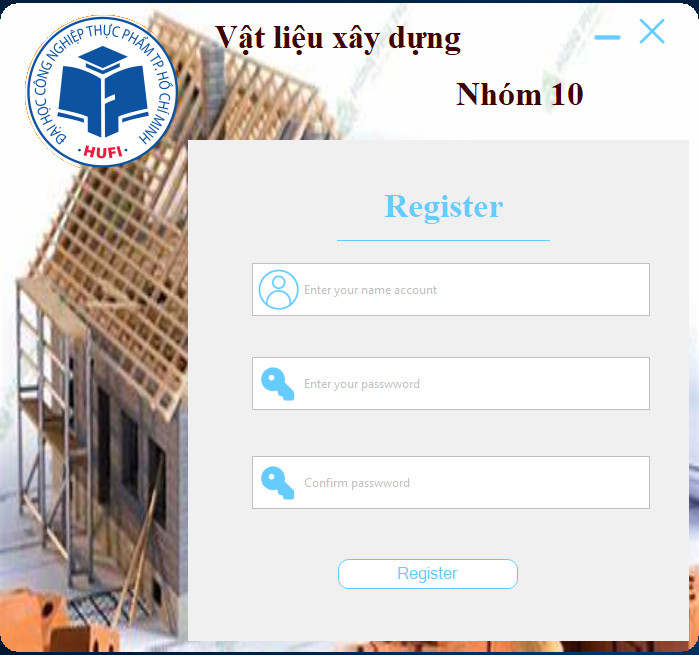 Vật liệu xây dựng
Nhóm 10
ĐẠI HỌC CÔNG NGHIỆP THỰC PHẨM TP. HỒ CHÍ MINH
· HUFI ·
Register
Enter your name account
Enter your passwword
Confirm passwword
Register